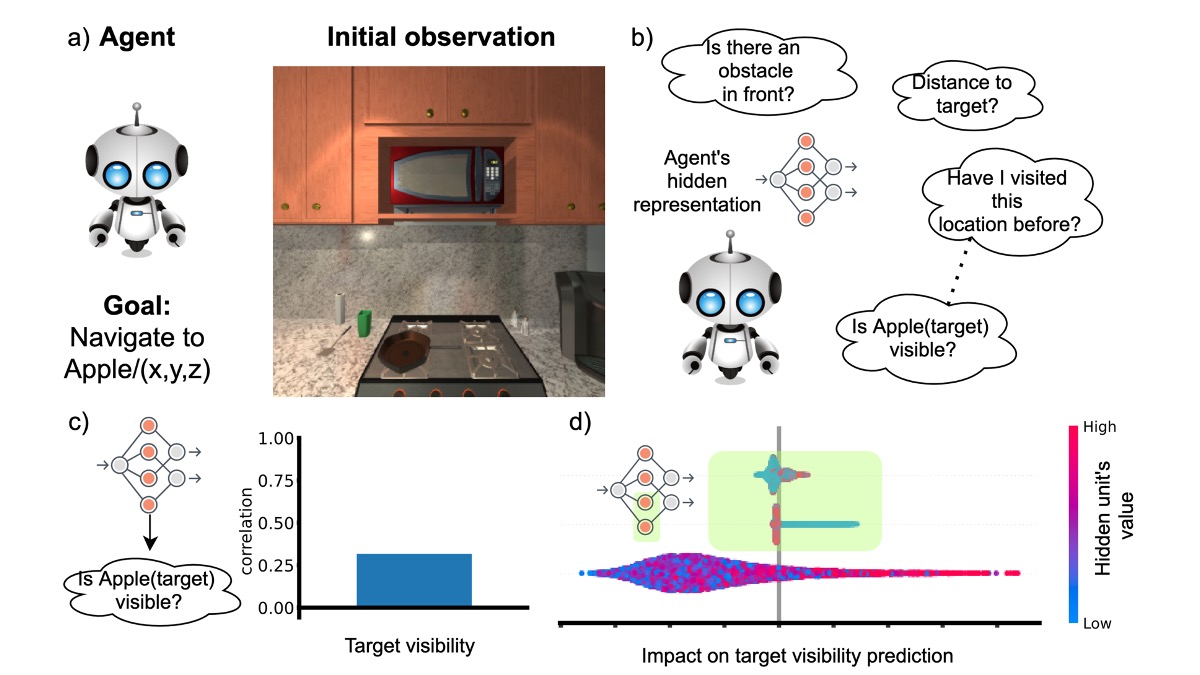 a) Agent
Initial observation
Goal:
Navigate to
Apple/(x,y,z)
b)
Is there an
obstacle
in front?
Distance to
target?
Agent's
hidden
representation
Have I visited
this
location before?
Is Apple(target)
visible?
c)
Is Apple(target)
visible?
correlation
1.00
0.75
0.50
0.25
0.00
Target visibility
d)
Impact on target visibility prediction
High
Low
Hidden unit's
value